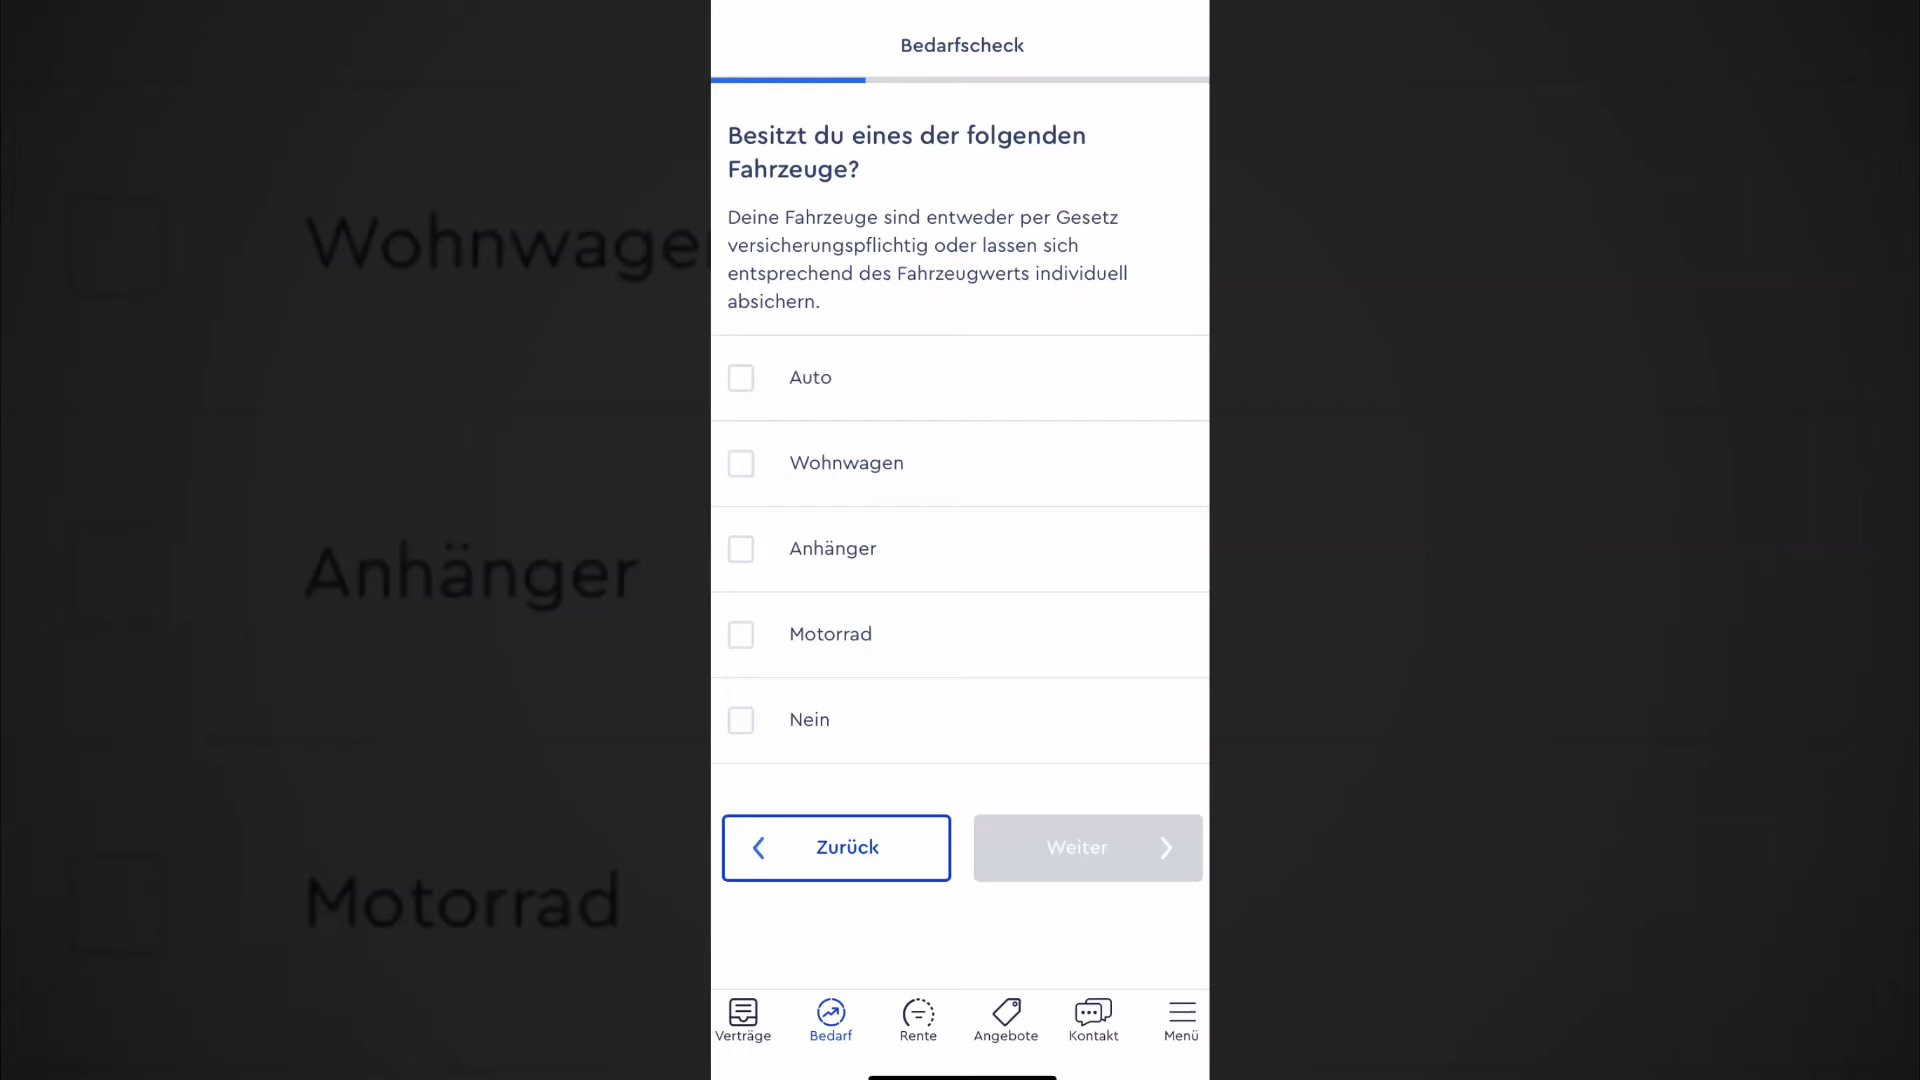 Bedarfscheck
Besitzt du eines der folgenden
Fahrzeuge?
Deine Fahrzeuge sind entweder per Gesetz
versicherungspflichtig oder lassen sich
entsprechend des Fahrzeugwerts individuell
absichern.
Auto
Wohnwagen
Anhänger
Motorrad
Nein
Zurück
Weiter
Verträge
Bedarf
Rente
Angebote
Kontakt
Menü
Wohnwagen
Anhänger
Motorrad